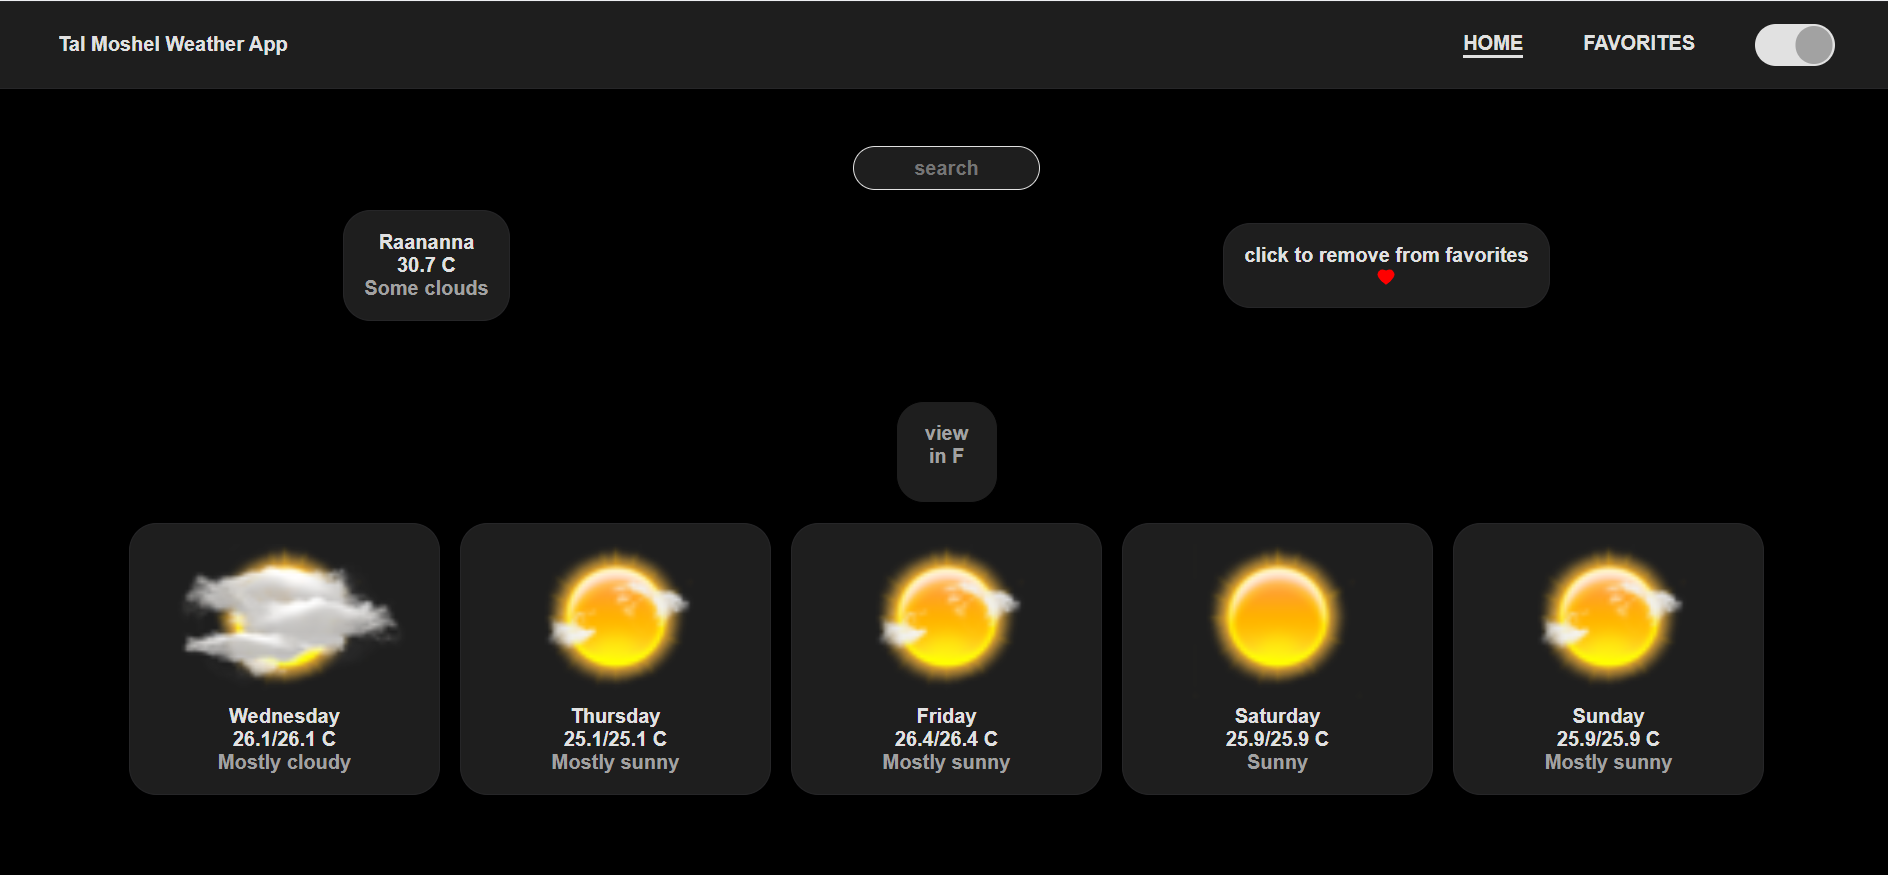 Tal Moshel Weather App
HOME
FAVORITES
search
Raananna
30.7 C
Some clouds
click to remove from favorites
view
in F
Wednesday
26.1/26.1 C
Mostly cloudy
Thursday
25.1/25.1 C
Mostly sunny
Friday
26.4/26.4 C
Mostly sunny
Saturday
25.9/25.9 C
Sunny
Sunday
25.9/25.9 C
Mostly sunny